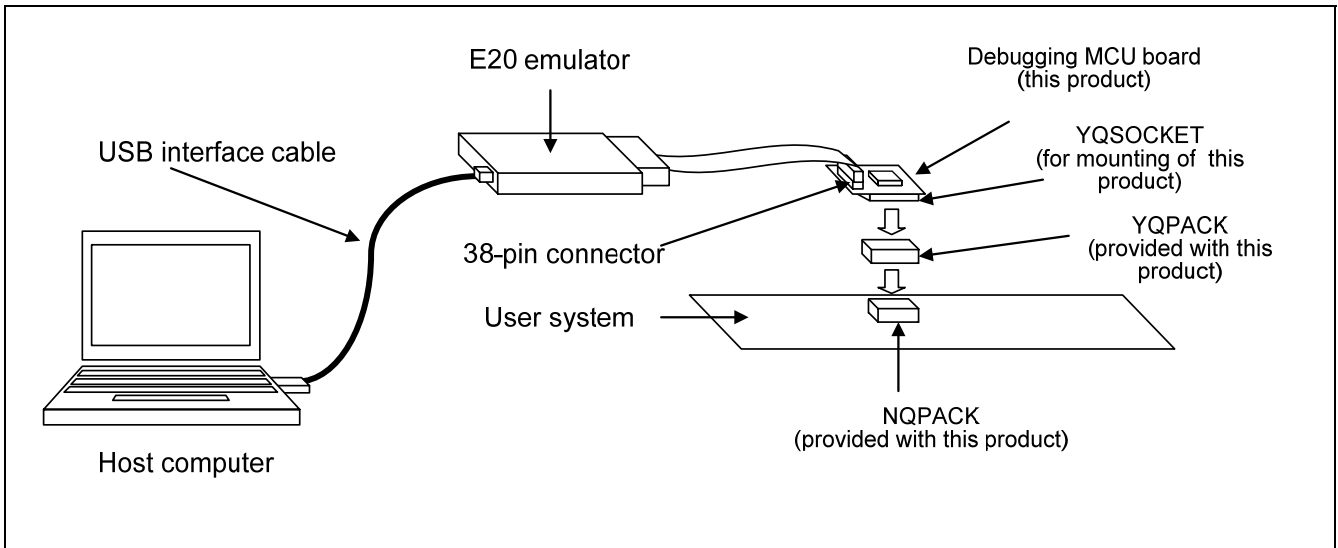 E20 emulator
Debugging MCU board
(this product)
USB interface cable
YQSOCKET
(for mounting of this
product)
38-pin connector
YQPACK
(provided with this
product)
User system
NQPACK
(provided with this product)
Host computer